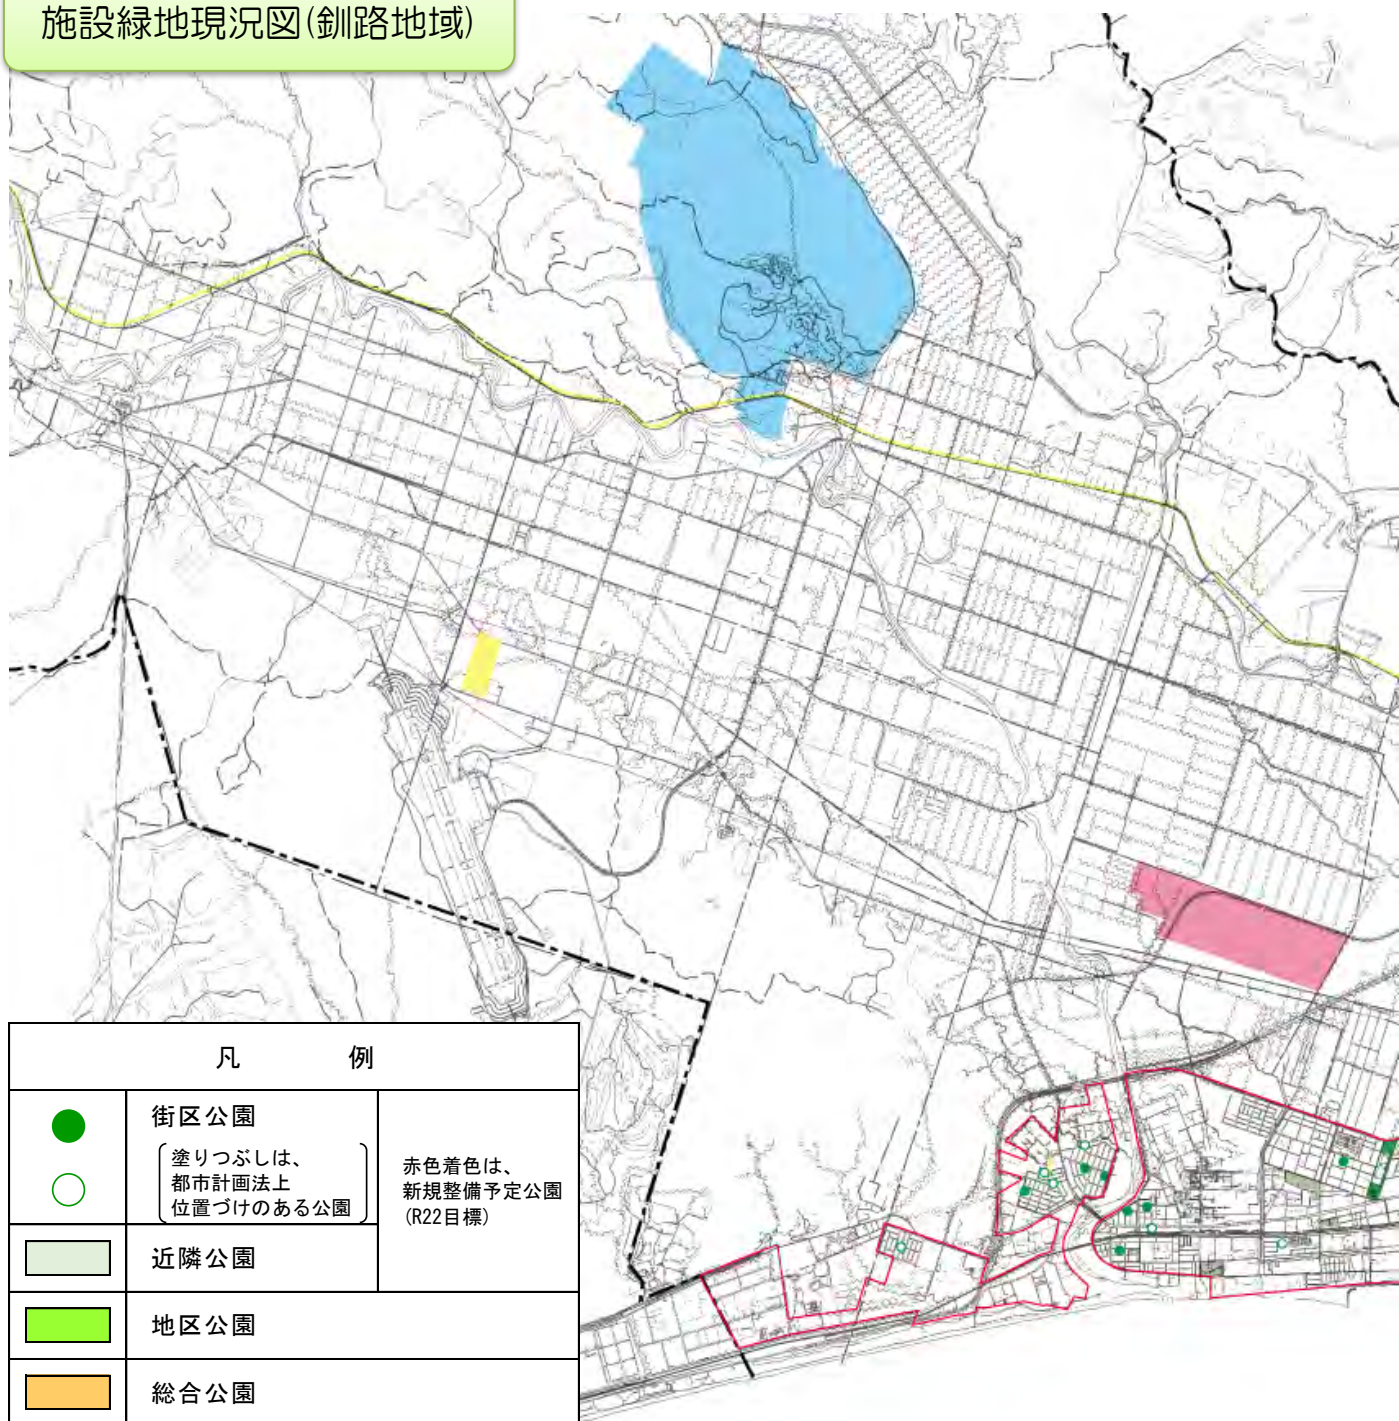 施設緑地現況図(釧路地域)
凡　　　例
街区公園
塗りつぶしは、
都市計画法上
位置づけのある公園
赤色着色は、
新規整備予定公園
(R22目標)
近隣公園
地区公園
総合公園